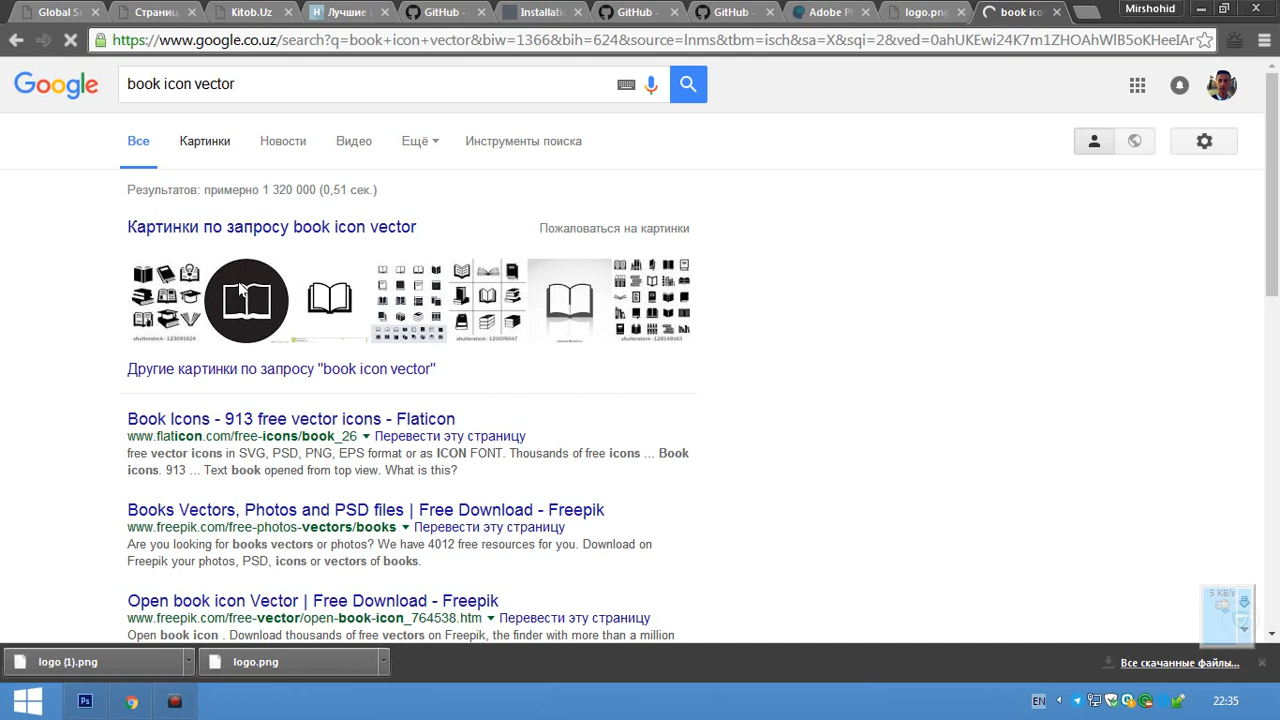 Global S
Страниц
Kitob.Uz
Лучшие
GitHub -
Installati
GitHub -
GitHub -
Adobe P
logo.png
book ico
Mirshohid
https://www.google.co.uz/search?q=book+icon+vector&biw=1366&bih=624&source=lnms&tbm=isch&sa=X&sqi=2&ved=0ahUKEwi24K7m1ZHOAhWlB5oKHeeIAr
Google
book icon vector
Все
Картинки
Новости
Видео
Ещё
Инструменты поиска
Результатов: примерно 1 320 000 (0,51 сек.)
Картинки по запросу book icon vector
Пожаловаться на картинки
Другие картинки по запросу "book icon vector"
Book Icons - 913 free vector icons - Flaticon
www.flaticon.com/free-icons/book_26
Перевести эту страницу
free vector icons in SVG, PSD, PNG, EPS format or as ICON FONT. Thousands of free icons ... Book
icons. 913 ... Text book opened from top view. What is this?
Books Vectors, Photos and PSD files | Free Download - Freepik
www.freepik.com/free-photos-vectors/books
Перевести эту страницу
Are you looking for books vectors or photos? We have 4012 free resources for you. Download on
Freepik your photos, PSD, icons or vectors of books.
Open book icon Vector | Free Download - Freepik
www.freepik.com/free-vector/open-book-icon_764538.htm
Перевести эту страницу
Open book icon . Download thousands of free vectors on Freepik, the finder with more than a million
5 KB/s
logo (1).png
logo.png
Все скачанные файлы...
Ps
EN
22:35